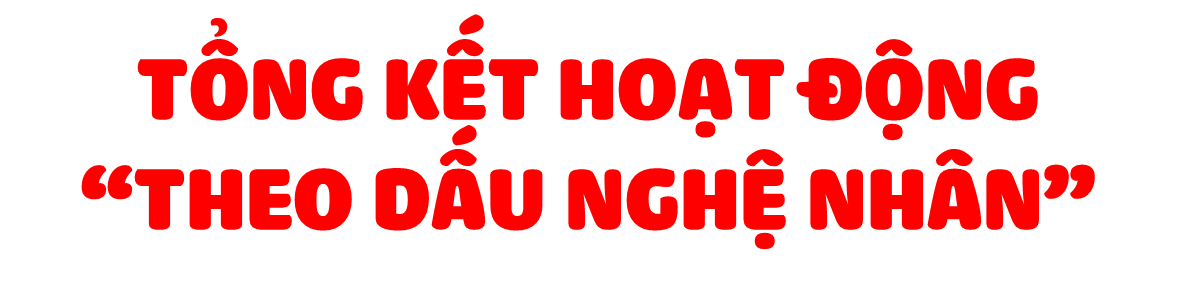 TỔNG KẾT HOẠT ĐỘNG
“THEO DẤU NGHỆ NHÂN”